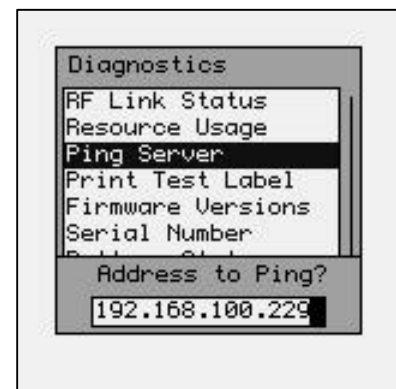 Diagnostics
RF Link Status
Resource Usage
Ping Server
Print Test Label
Firmware Versions
Serial Number
Address to Ping?
192.168.100.229